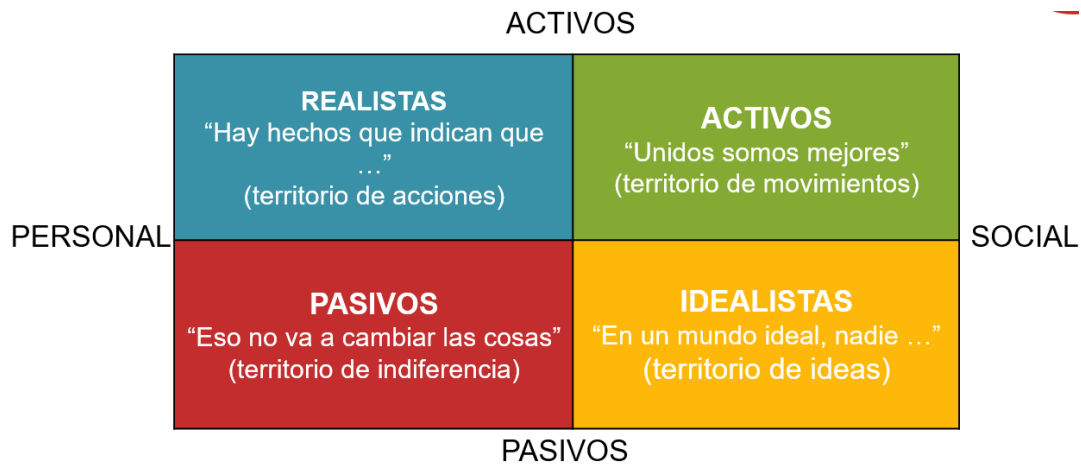 ACTIVOS
REALISTAS
“Hay hechos que indican que
…”
(territorio de acciones)
ACTIVOS
“Unidos somos mejores”
(territorio de movimientos)
PERSONAL
SOCIAL
PASIVOS
“Eso no va a cambiar las cosas”
(territorio de indiferencia)
IDEALISTAS
“En un mundo ideal, nadie …”
(territorio de ideas)
PASIVOS